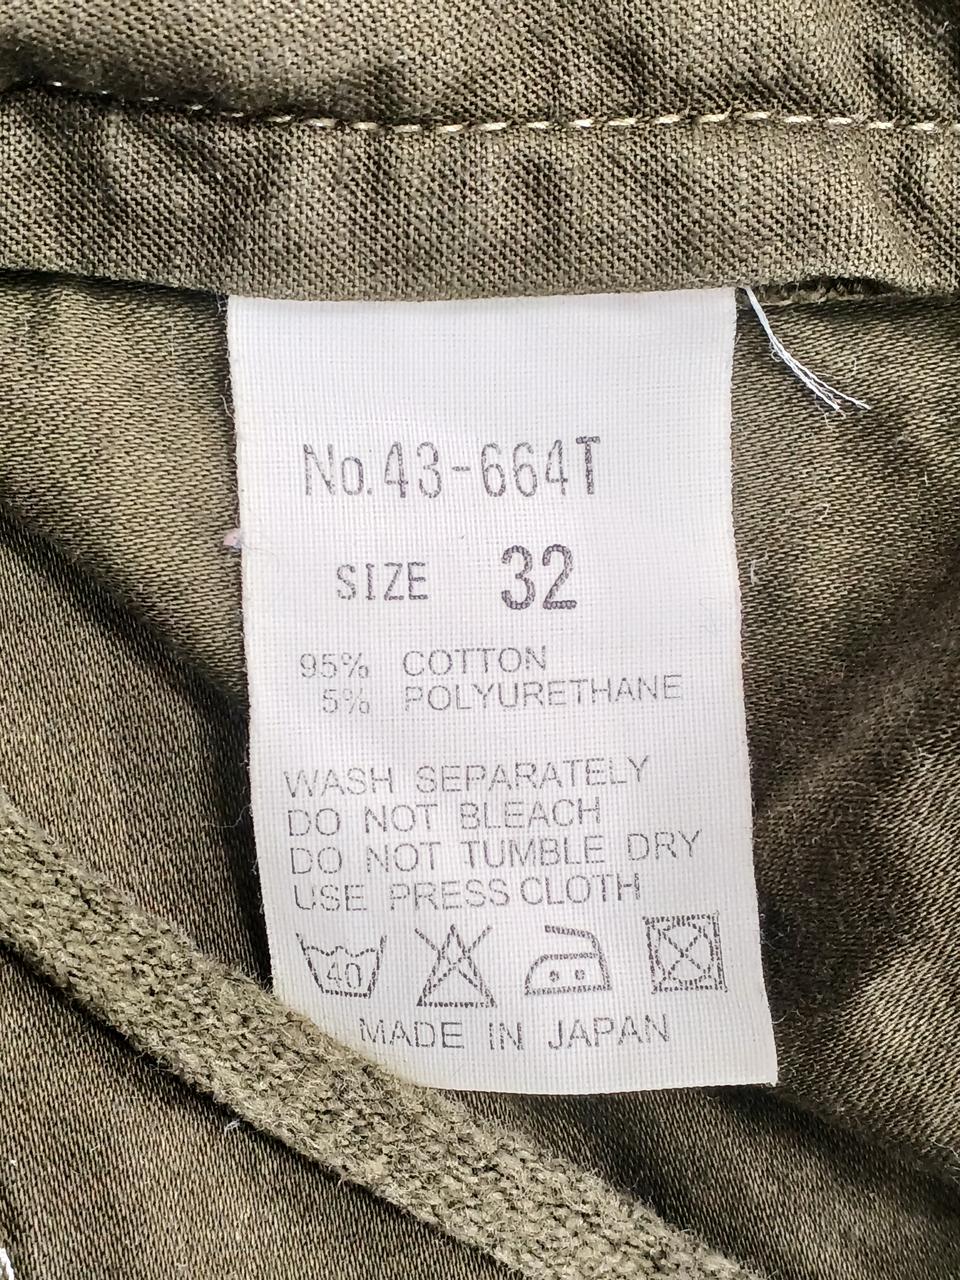 No.43-664T
SIZE 32
95% COTTON
5% POLYURETHANE
WASH SEPARATELY
DO NOT BLEACH
DO NOT TUMBLE DRY
USE PRESS CLOTH
40
MADE IN JAPAN